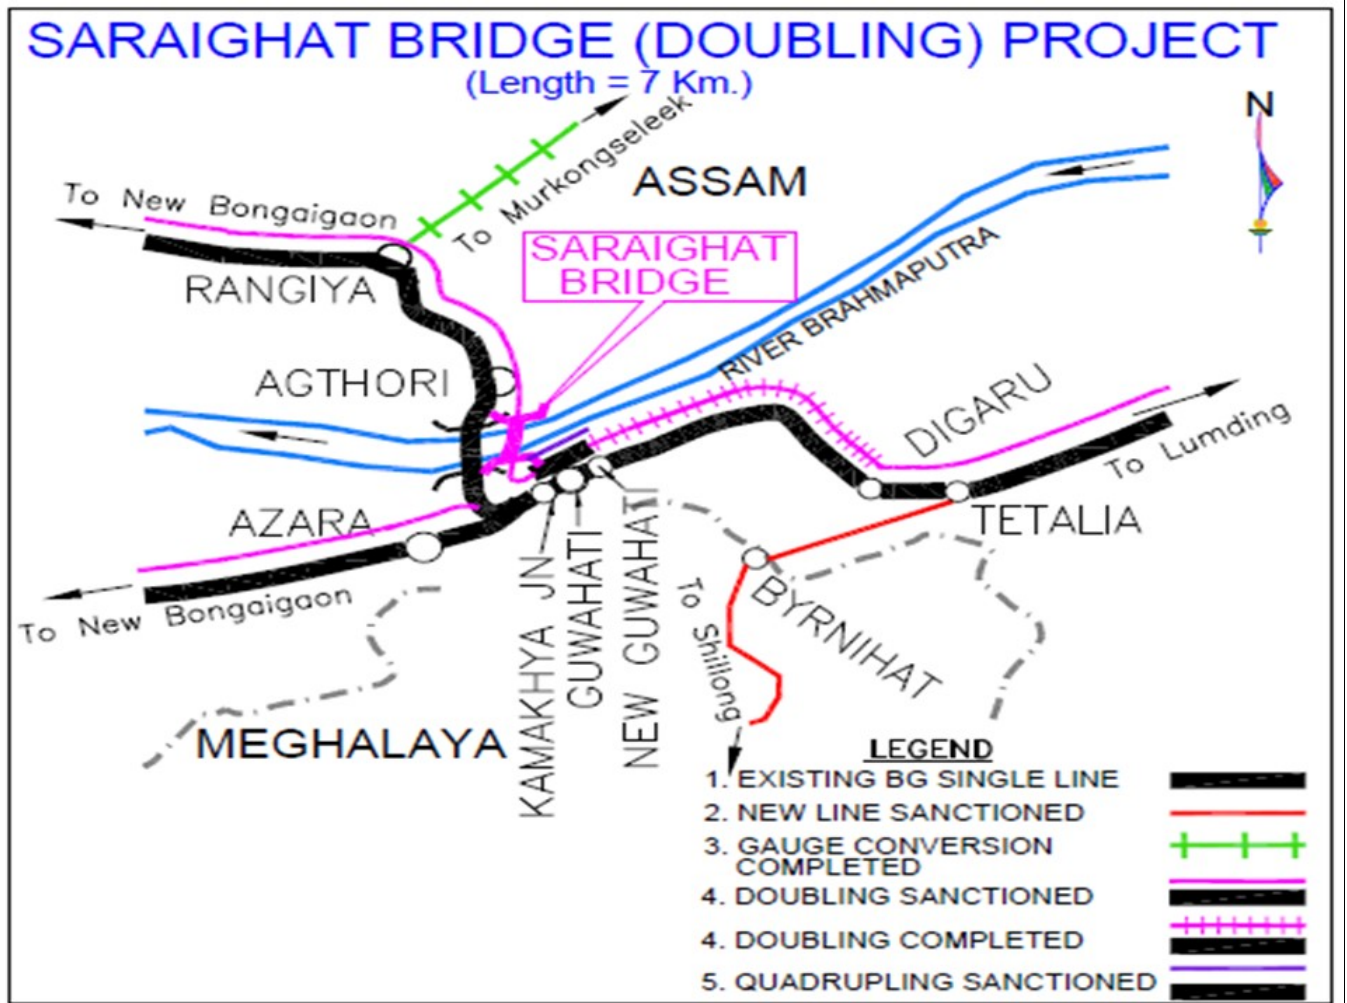 SARAIGHAT BRIDGE (DOUBLING) PROJECT
(Length = 7 Km.)
N
To Murkongseleek
ASSAM
To New Bongaigaon
SARAIGHAT
BRIDGE
RANGIYA
RIVER BRAHMAPUTRA
AGTHORI
DIGARU
To Lumding
AZARA
TETALIA
To New Bongaigaon
KAMAKHYA JN
GUWAHATI
NEW GUWAHATI
To Shillong
BYRNIHAT
MEGHALAYA
LEGEND
1. EXISTING BG SINGLE LINE
2. NEW LINE SANCTIONED
3. GAUGE CONVERSION
COMPLETED
4. DOUBLING SANCTIONED
4. DOUBLING COMPLETED
5. QUADRUPLING SANCTIONED